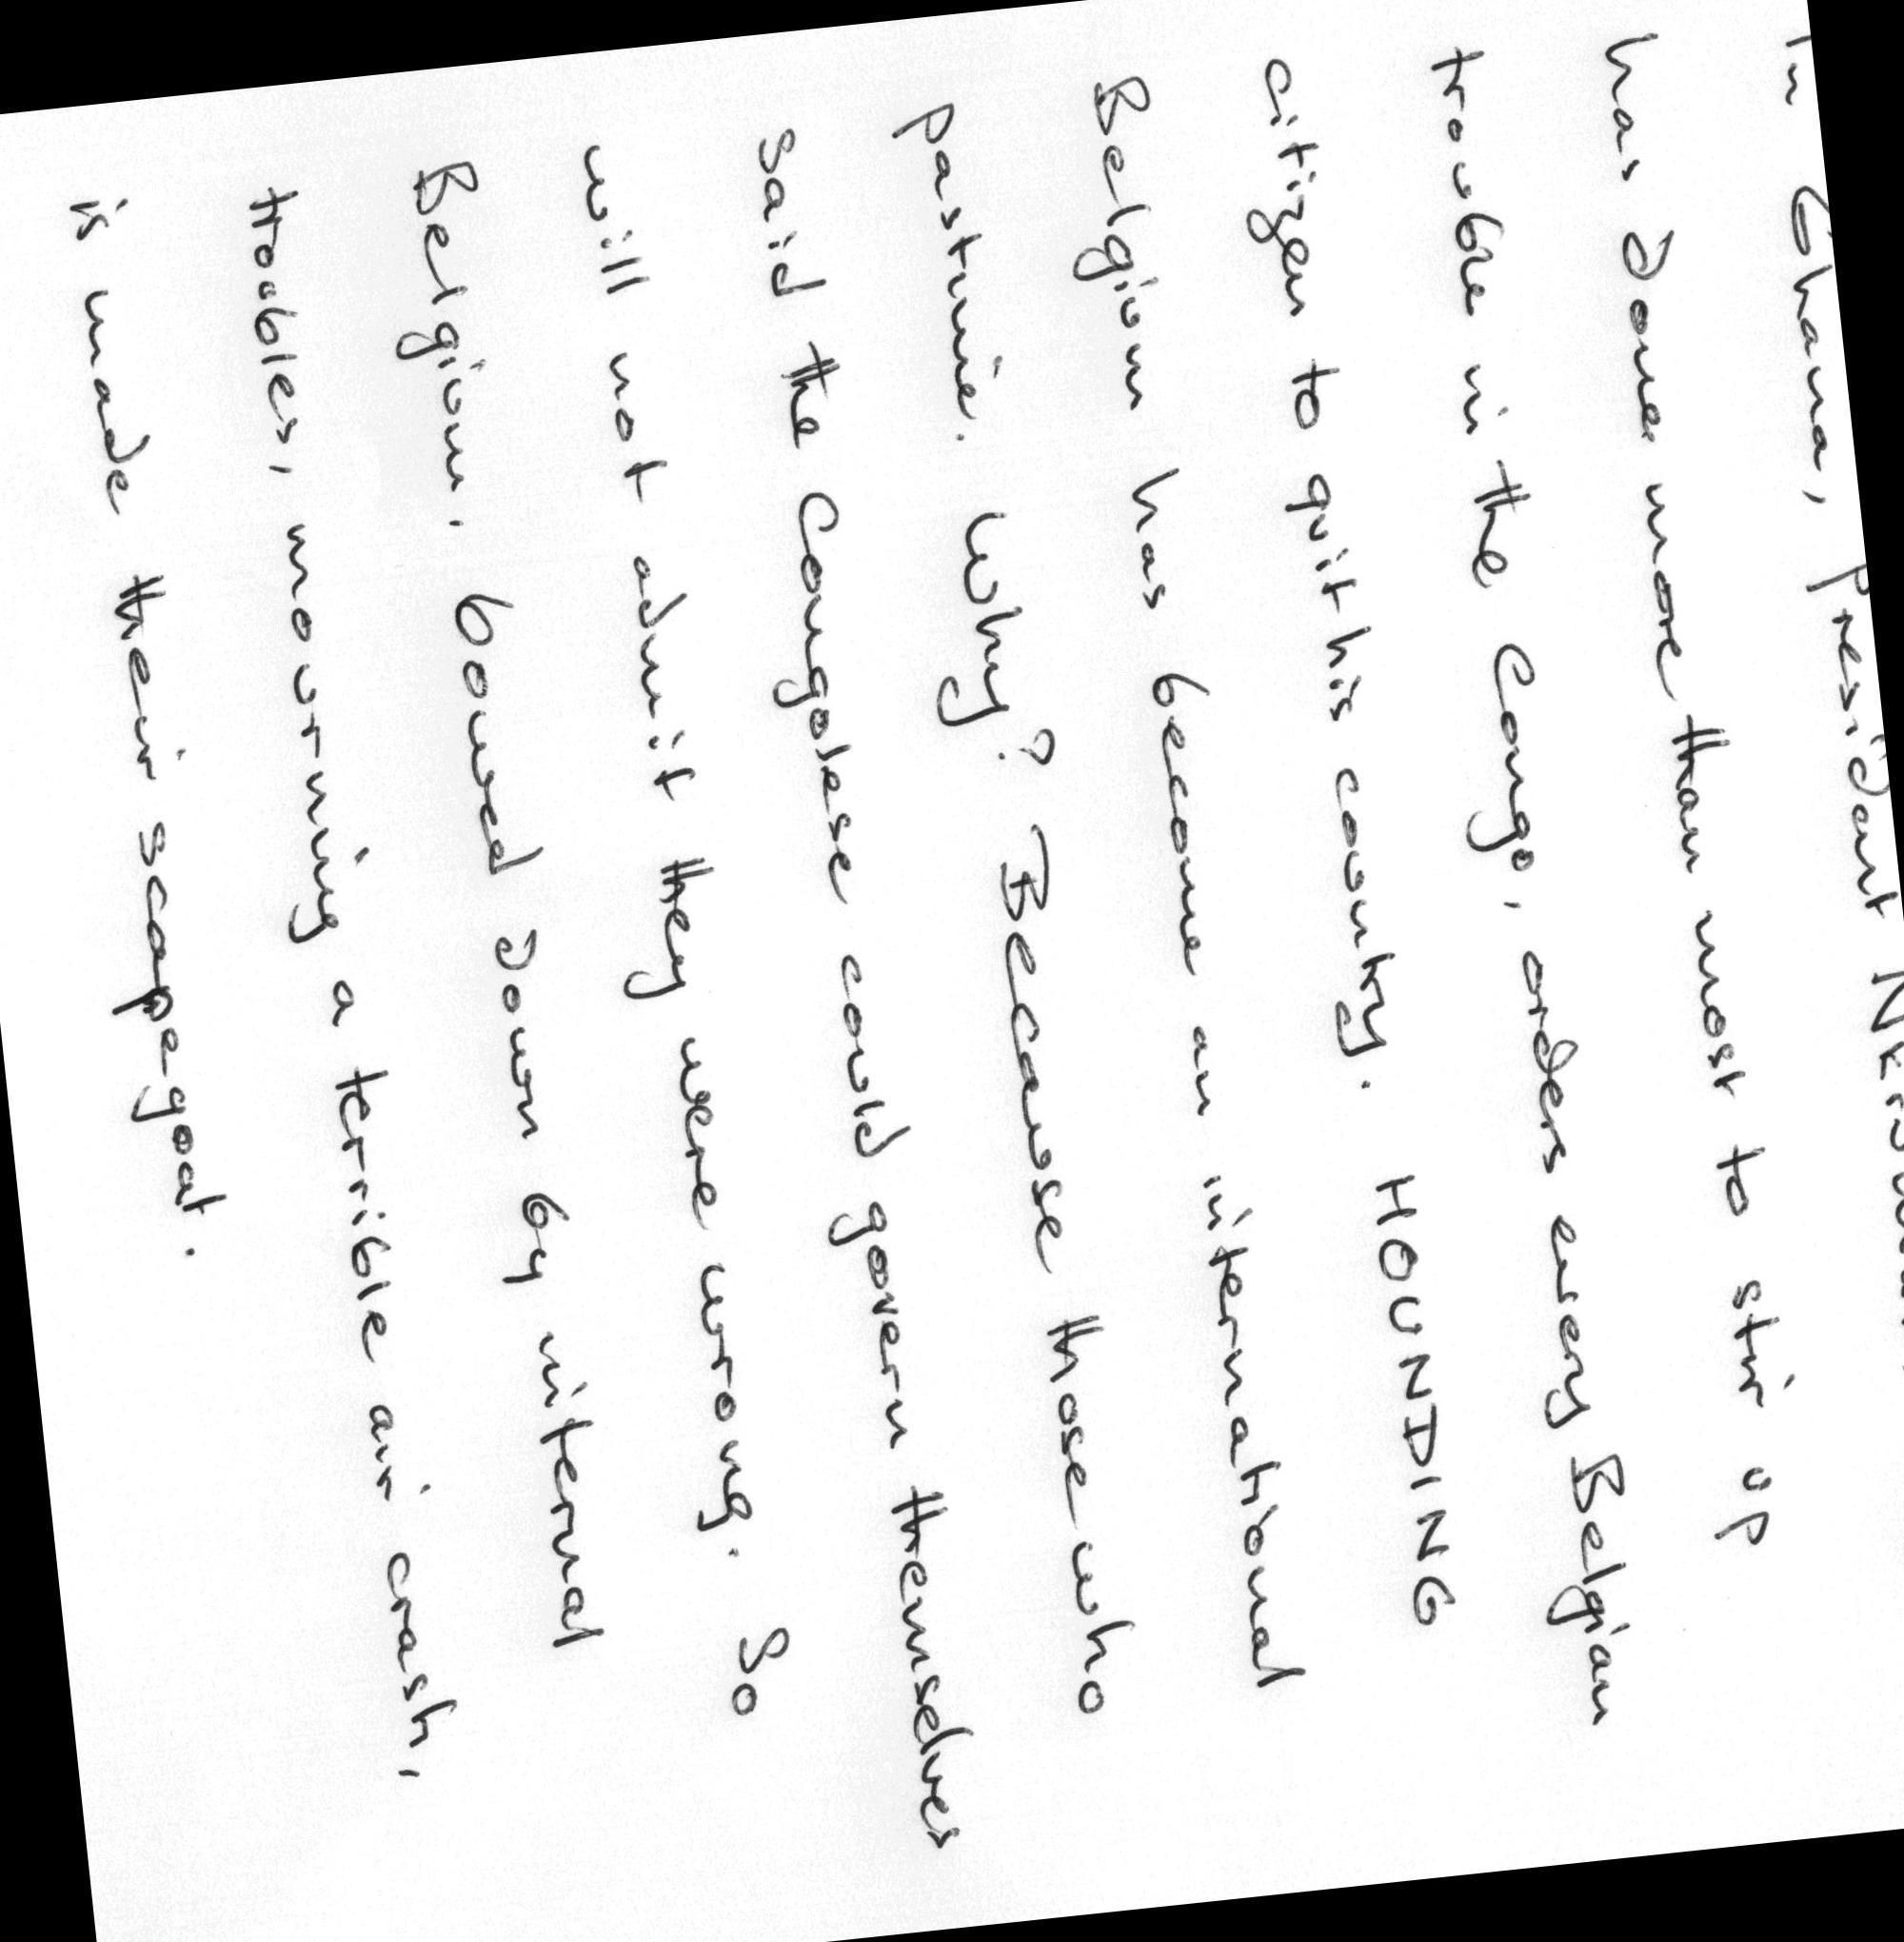 In Ghana, President
has done more than most to stir up
trouble in the Congo, orders every Belgian
citizen to quit his country. HOUNDING
Belgium has become an international
pastime. Why? Because those who
said the Congolese could govern themselves
will not admit they were wrong. So
Belgium, bowed down by internal
troubles, mourning a terrible air crash,
is made their scape-goat.